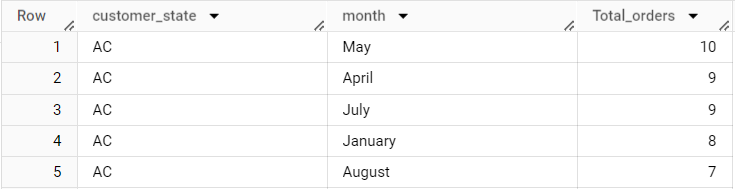 Row customer_state month Total_orders
1 AC May 10
2 AC April 9
3 AC July 9
4 AC January 8
5 AC August 7